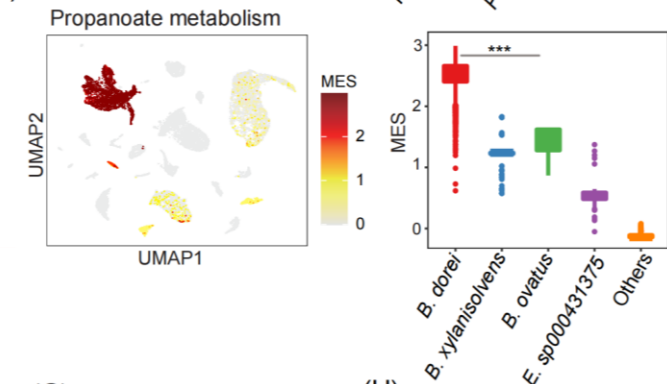 Propanoate metabolism
MES
2
1
0
UMAP2
UMAP1
***
3
2
1
0
MES
B. dorei
B. xylanisolvens
B. ovatus
E. sp000431375
Others